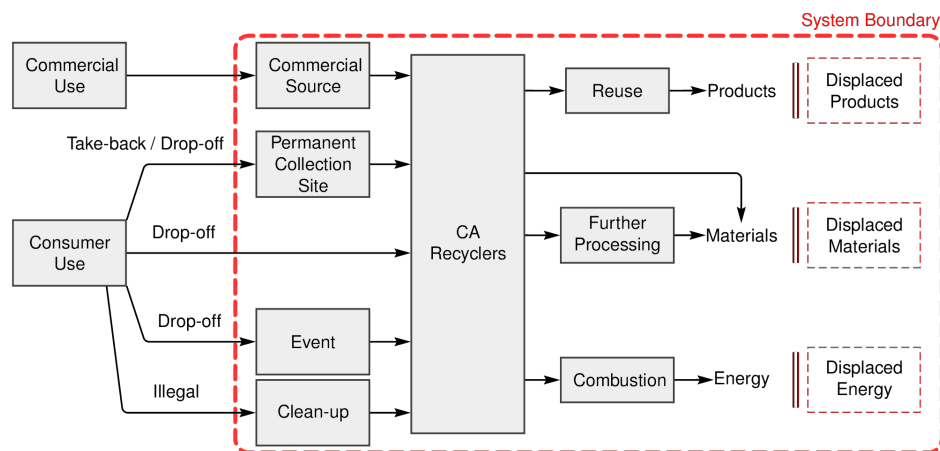 System Boundary
Commercial
Use
Commercial
Source
Reuse
Products
Displaced
Products
Take-back / Drop-off
Permanent
Collection
Site
Consumer
Use
Drop-off
CA
Recyclers
Further
Processing
Materials
Displaced
Materials
Drop-off
Event
Illegal
Clean-up
Combustion
Energy
Displaced
Energy